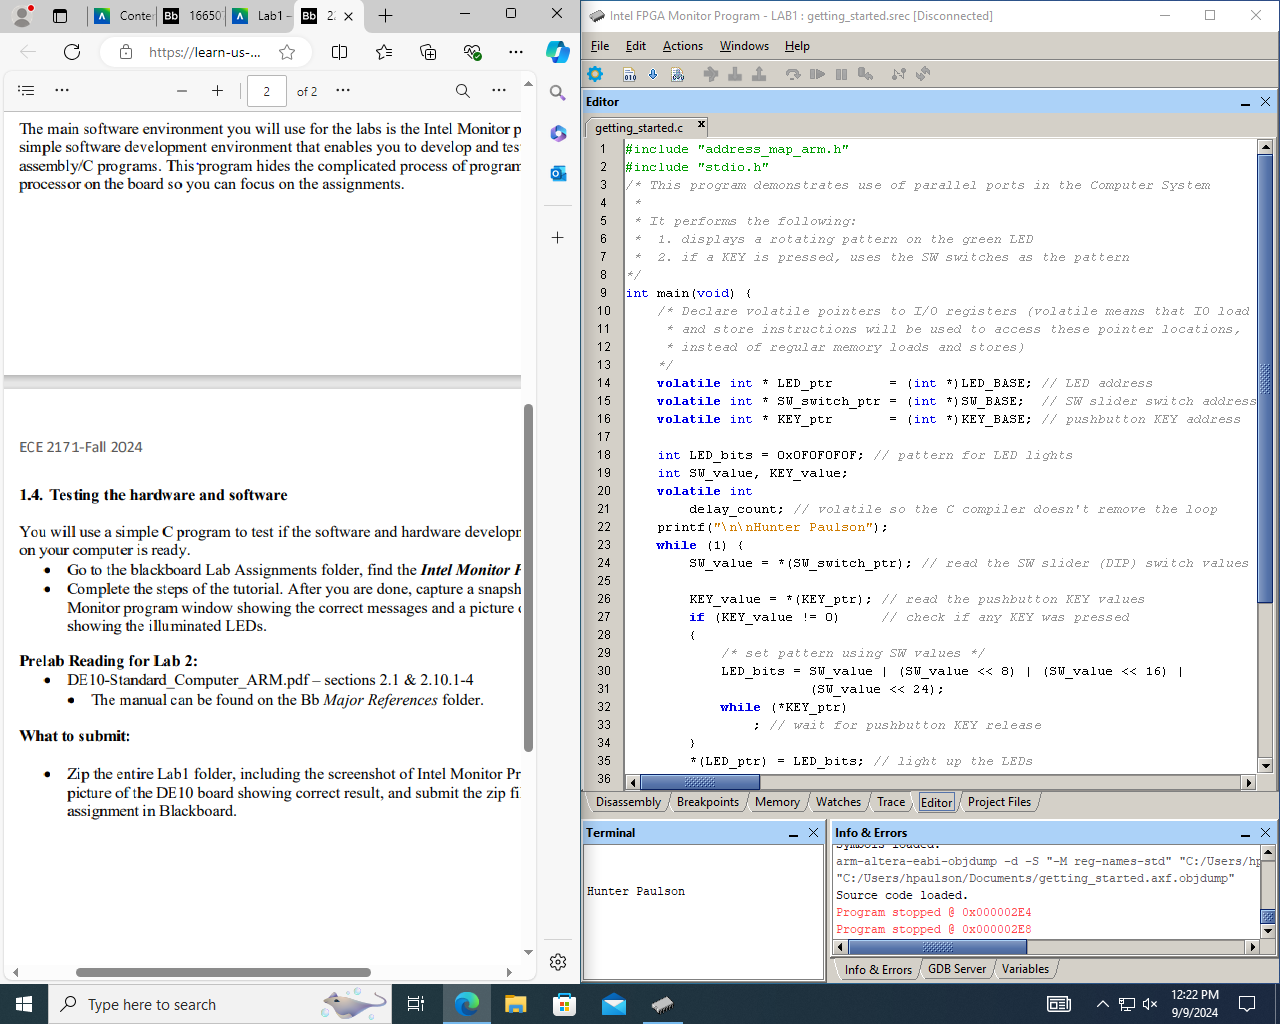 Conte
Bb
16650
Lab1 -
Bb
2
https://learn-us-...
2
of 2
The main software environment you will use for the labs is the Intel Monitor p
simple software development environment that enables you to develop and tes
assembly/C programs. This program hides the complicated process of program
processor on the board so you can focus on the assignments.
ECE 2171-Fall 2024
1.4. Testing the hardware and software
You will use a simple C program to test if the software and hardware developm
on your computer is ready.
• Go to the blackboard Lab Assignments folder, find the Intel Monitor P
• Complete the steps of the tutorial. After you are done, capture a snapsh
Monitor program window showing the correct messages and a picture o
showing the illuminated LEDs.
Prelab Reading for Lab 2:
• DE10-Standard_Computer_ARM.pdf – sections 2.1 & 2.10.1-4
• The manual can be found on the Bb Major References folder.
What to submit:
• Zip the entire Lab1 folder, including the screenshot of Intel Monitor Pr
picture of the DE10 board showing correct result, and submit the zip fi
assignment in Blackboard.
Intel FPGA Monitor Program - LAB1 : getting_started.srec [Disconnected]
File Edit Actions Windows Help
Editor
getting_started.c
1 #include "address_map_arm.h"
2 #include "stdio.h"
3 /* This program demonstrates use of parallel ports in the Computer System
4 *
5 * It performs the following:
6 * 1. displays a rotating pattern on the green LED
7 * 2. if a KEY is pressed, uses the SW switches as the pattern
8 */
9 int main(void) {
10 /* Declare volatile pointers to I/O registers (volatile means that IO load
11 * and store instructions will be used to access these pointer locations,
12 * instead of regular memory loads and stores)
13 */
14 volatile int * LED_ptr = (int *)LED_BASE; // LED address
15 volatile int * SW_switch_ptr = (int *)SW_BASE; // SW slider switch address
16 volatile int * KEY_ptr = (int *)KEY_BASE; // pushbutton KEY address
17
18 int LED_bits = 0x0F0F0F0F; // pattern for LED lights
19 int SW_value, KEY_value;
20 volatile int
21 delay_count; // volatile so the C compiler doesn't remove the loop
22 printf("\n\nHunter Paulson");
23 while (1) {
24 SW_value = *(SW_switch_ptr); // read the SW slider (DIP) switch values
25
26 KEY_value = *(KEY_ptr); // read the pushbutton KEY values
27 if (KEY_value != 0) // check if any KEY was pressed
28 {
29 /* set pattern using SW values */
30 LED_bits = SW_value | (SW_value << 8) | (SW_value << 16) |
31 (SW_value << 24);
32 while (*KEY_ptr)
33 ; // wait for pushbutton KEY release
34 }
35 *(LED_ptr) = LED_bits; // light up the LEDs
36
Disassembly Breakpoints Memory Watches Trace Editor Project Files
Terminal
Hunter Paulson
Info & Errors
Symbols loaded.
arm-altera-eabi-objdump -d -S "-M reg-names-std" "C:/Users/hp
"C:/Users/hpaulson/Documents/getting_started.axf.objdump"
Source code loaded.
Program stopped @ 0x000002E4
Program stopped @ 0x000002E8
Info & Errors GDB Server Variables
Type here to search
12:22 PM
9/9/2024